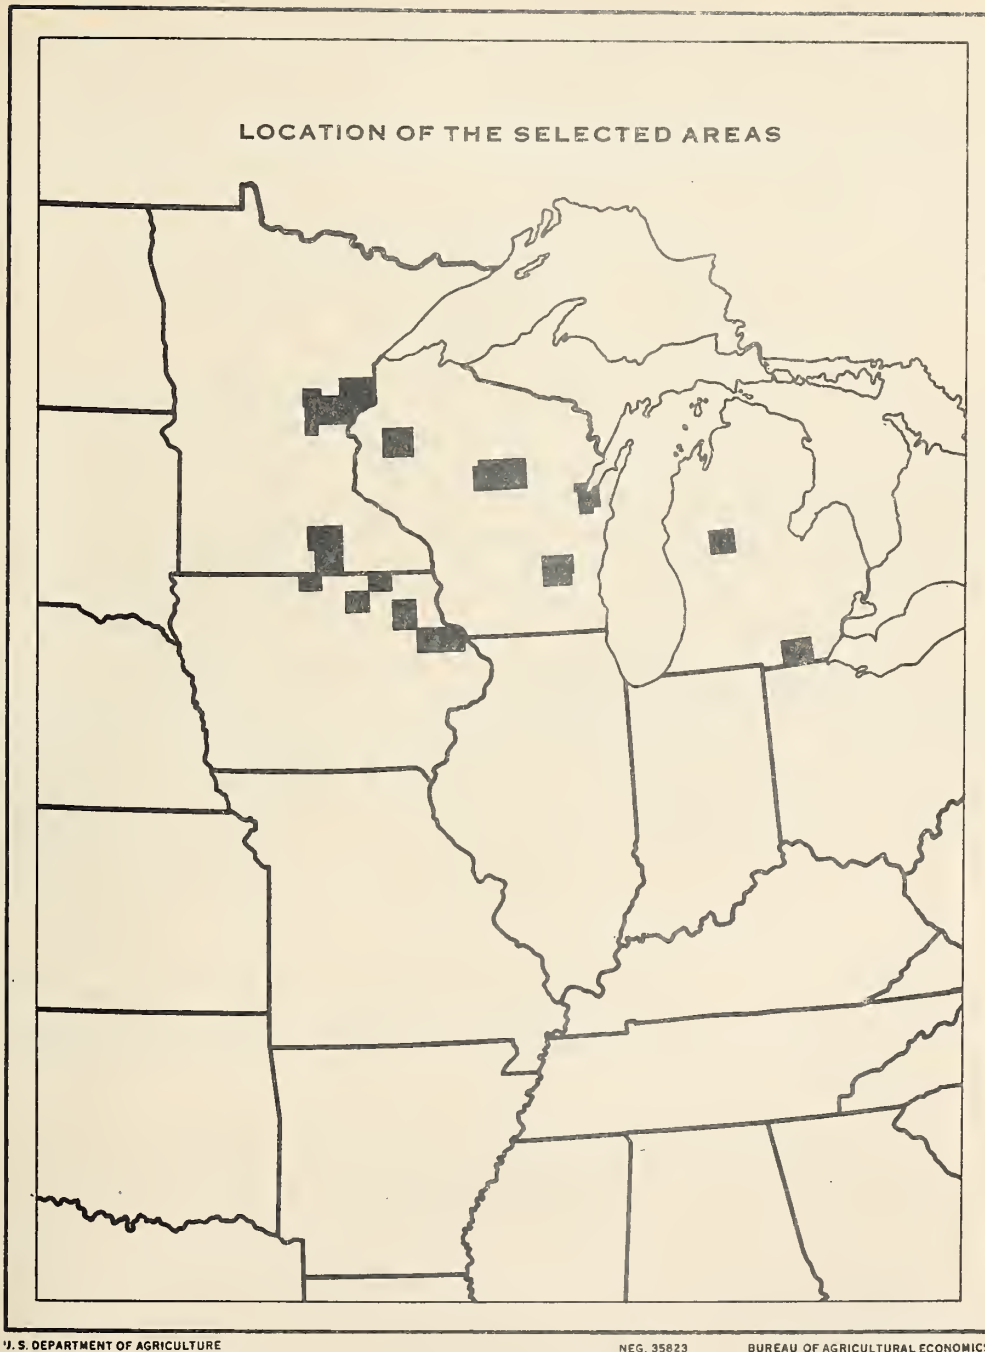 LOCATION OF THE SELECTED AREAS
U. S. DEPARTMENT OF AGRICULTURE NEG. 35823 BUREAU OF AGRICULTURAL ECONOMICS